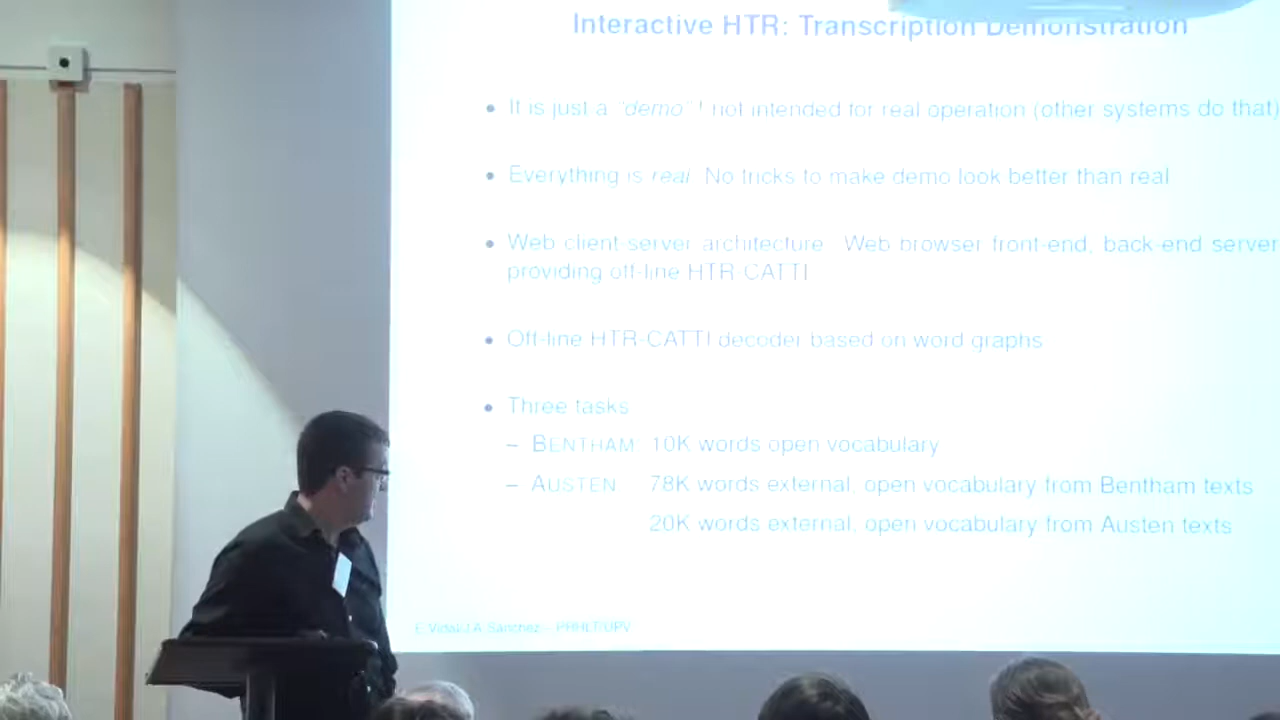 Interactive HTR: Transcription Demonstration
• It is just a "demo" ! not intended for real operation (other systems do that)
• Everything is real. No tricks to make demo look better than real
• Web client-server architecture. Web browser front-end, back-end server
providing off-line HTR-CATTI
• Off-line HTR-CATTI decoder based on word graphs
• Three tasks
– BENTHAM: 10K words open vocabulary
– AUSTEN 78K words external, open vocabulary from Bentham texts
20K words external, open vocabulary from Austen texts
E. Vidal/J.A. Sánchez – PRHLT/UPV